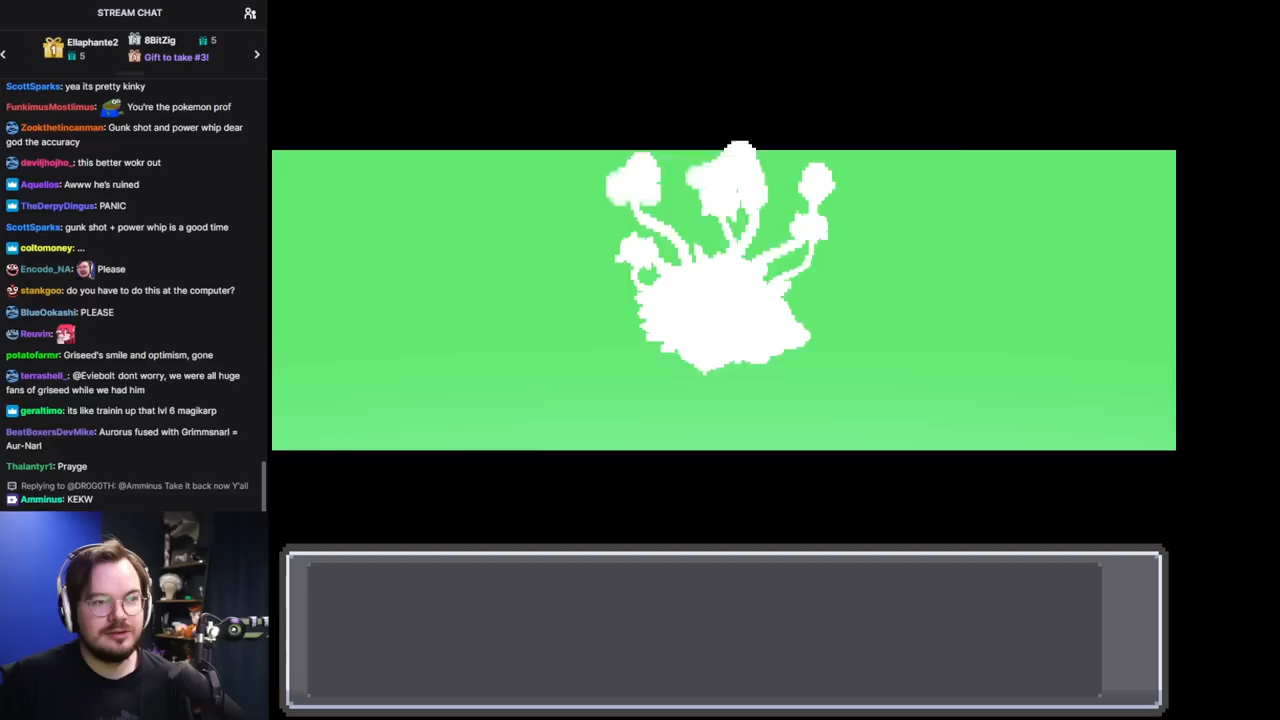 STREAM CHAT
Ellaphante2
5
8BitZig
5
Gift to take #3!
ScottSparks: yea its pretty kinky
FunkimusMostlimus: You're the pokemon prof
Zookthetincanman: Gunk shot and power whip dear
god the accuracy
deviljhojho_: this better wokr out
Aquelios: Awww he's ruined
TheDerpyDingus: PANIC
ScottSparks: gunk shot + power whip is a good time
coltomoney: ...
Encode_NA: Please
stankgoo: do you have to do this at the computer?
BlueOokashi: PLEASE
Reuvin:
potatofarmr: Griseed's smile and optimism, gone
terrashell_: @Eviebolt dont worry, we were all huge
fans of griseed while we had him
geraltimo: its like trainin up that lvl 6 magikarp
BeatBoxersDevMike: Aurorus fused with Grimmsnarl =
Aur-Narl
Thalantyr1: Prayge
Replying to @DR0G0TH: @Amminus Take it back now Y'all
Amminus: KEKW